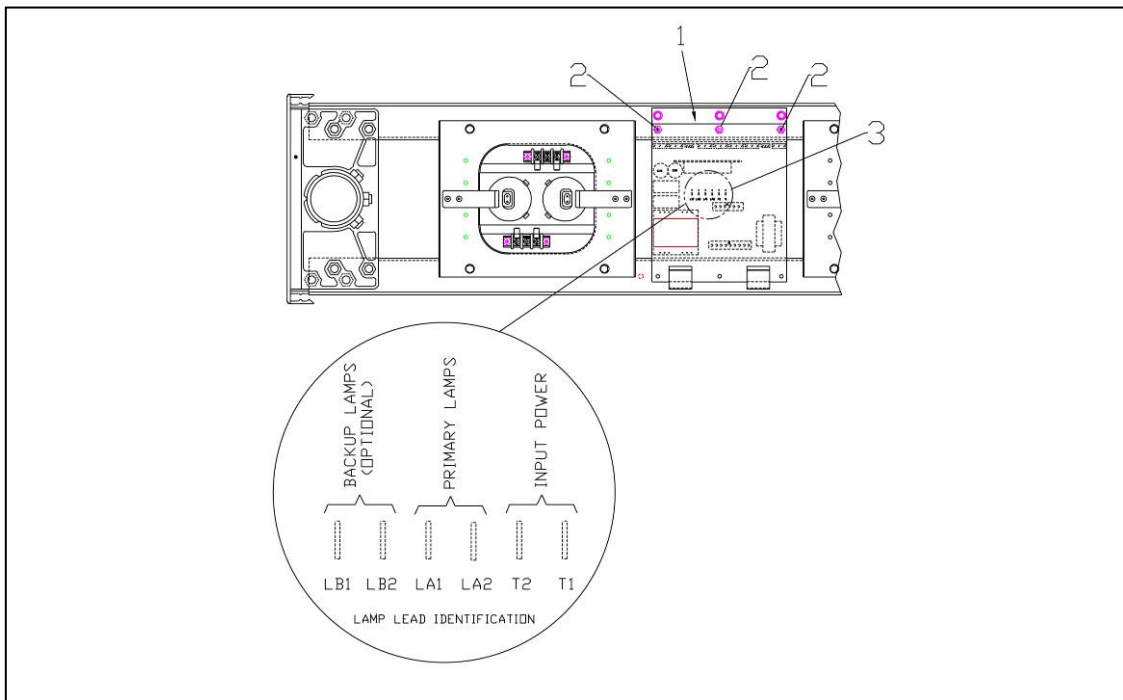 1
2
2
2
3
BACKUP LAMPS
(OPTIONAL)
PRIMARY LAMPS
INPUT POWER
LB1 LB2 LA1 LA2 T2 T1
LAMP LEAD IDENTIFICATION